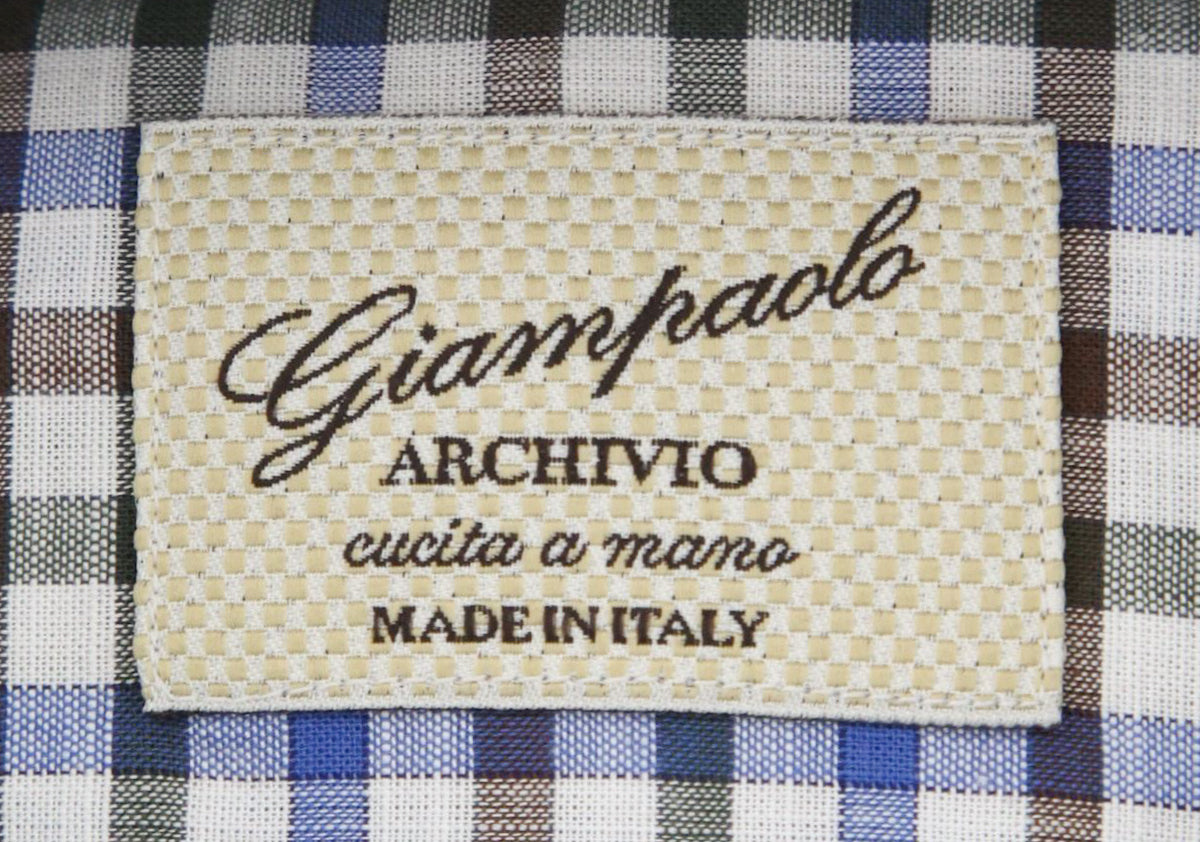 Giampaolo
ARCHIVIO
cucita a mano
MADE IN ITALY